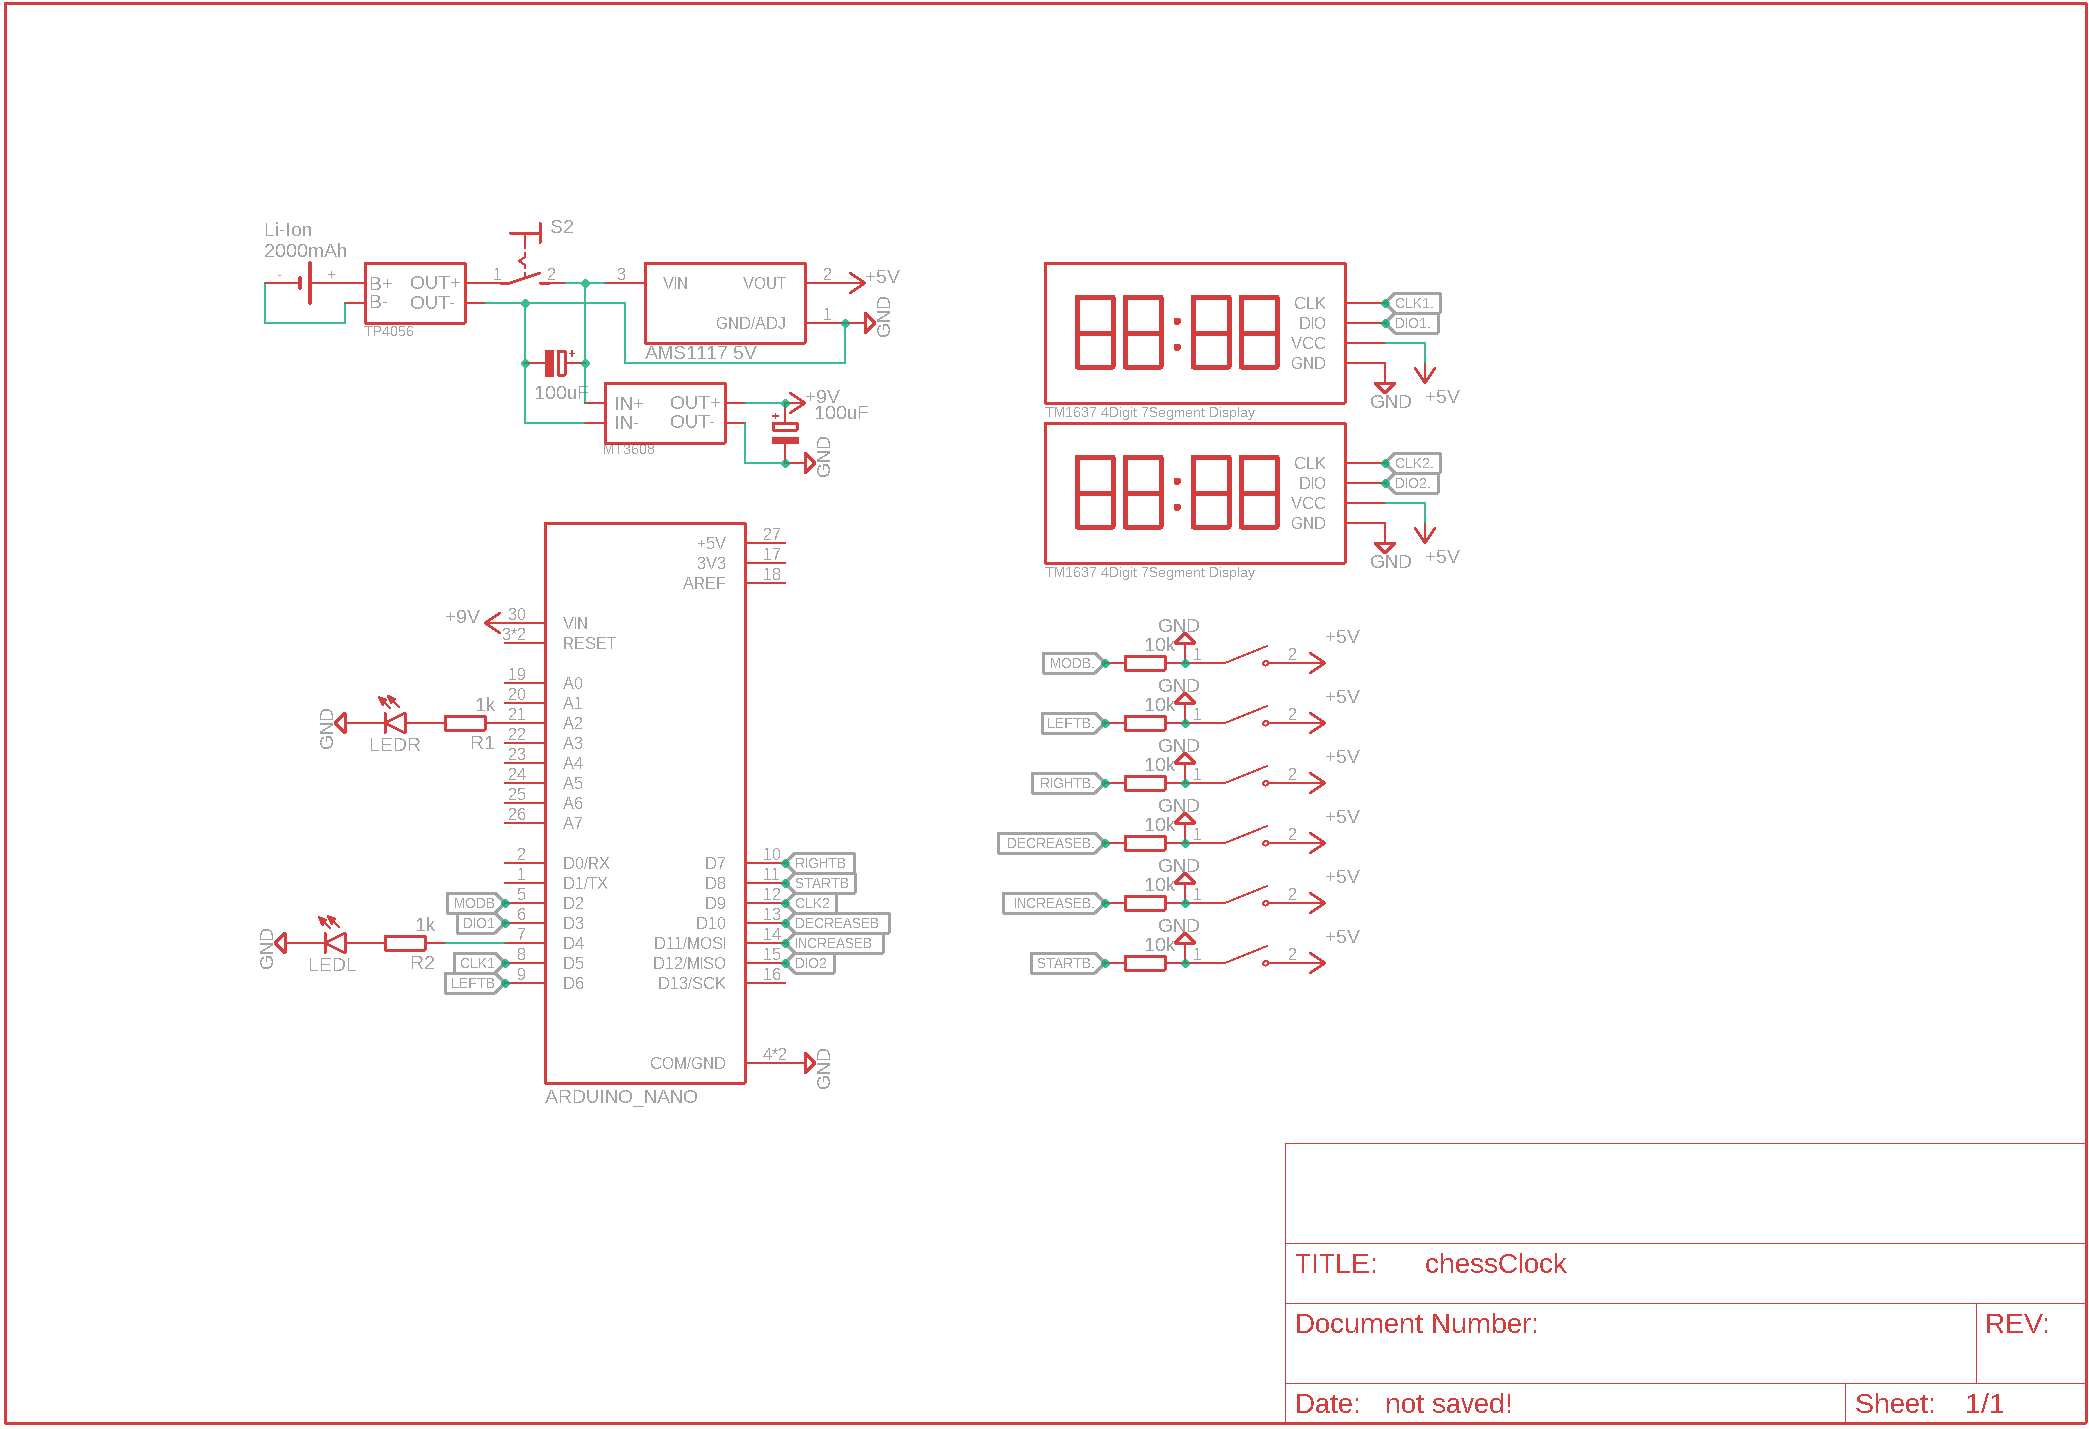 Li-Ion
2000mAh
- +
B+ OUT+
B- OUT-
TP4056
S2
1 2
3 VIN VOUT 2 +5V
GND/ADJ 1 GND
AMS1117 5V
100uF
IN+ OUT+ +9V
IN- OUT- 100uF
MT3608
+
+
GND
CLK CLK1.
DIO DIO1.
VCC
GND
GND +5V
TM1637 4Digit 7Segment Display
CLK CLK2.
DIO DIO2.
VCC
GND
GND +5V
TM1637 4Digit 7Segment Display
+5V 27
3V3 17
AREF 18
+9V 30 VIN
3*2 RESET
19 A0
20 A1
GND LEDR 1k R1 21 A2
22 A3
23 A4
24 A5
25 A6
26 A7
2 D0/RX
1 D1/TX
MODB 5 D2
DIO1 6 D3
GND LEDL 1k R2 7 D4
CLK1 8 D5
LEFTB 9 D6
D7 10 RIGHTB
D8 11 STARTB
D9 12 CLK2
D10 13 DECREASEB
D11/MOSI 14 INCREASEB
D12/MISO 15 DIO2
D13/SCK 16
COM/GND 4*2 GND
ARDUINO_NANO
MODB. 10k GND 1 2 +5V
LEFTB. 10k GND 1 2 +5V
RIGHTB. 10k GND 1 2 +5V
DECREASEB. 10k GND 1 2 +5V
INCREASEB. 10k GND 1 2 +5V
STARTB. 10k GND 1 2 +5V
TITLE: chessClock
Document Number:
REV:
Date: not saved!
Sheet: 1/1